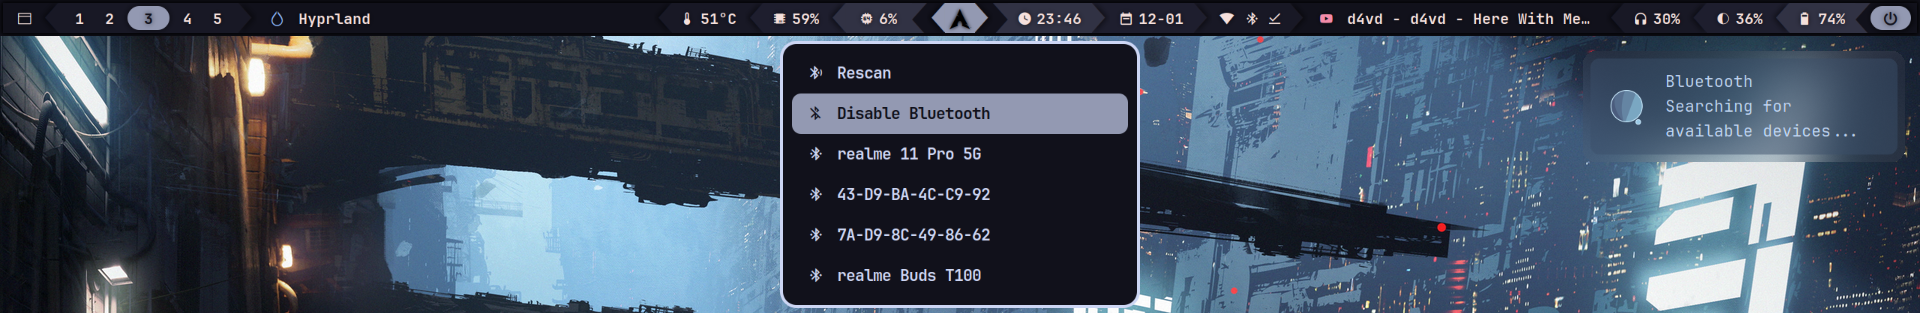 1 2 3 4 5 Hyprland 51°C 59% 6% 23:46 12-01 d4vd - d4vd - Here With Me… 30% 36% 74%
Rescan
Disable Bluetooth
realme 11 Pro 5G
43-D9-BA-4C-C9-92
7A-D9-8C-49-86-62
realme Buds T100
Bluetooth
Searching for
available devices...